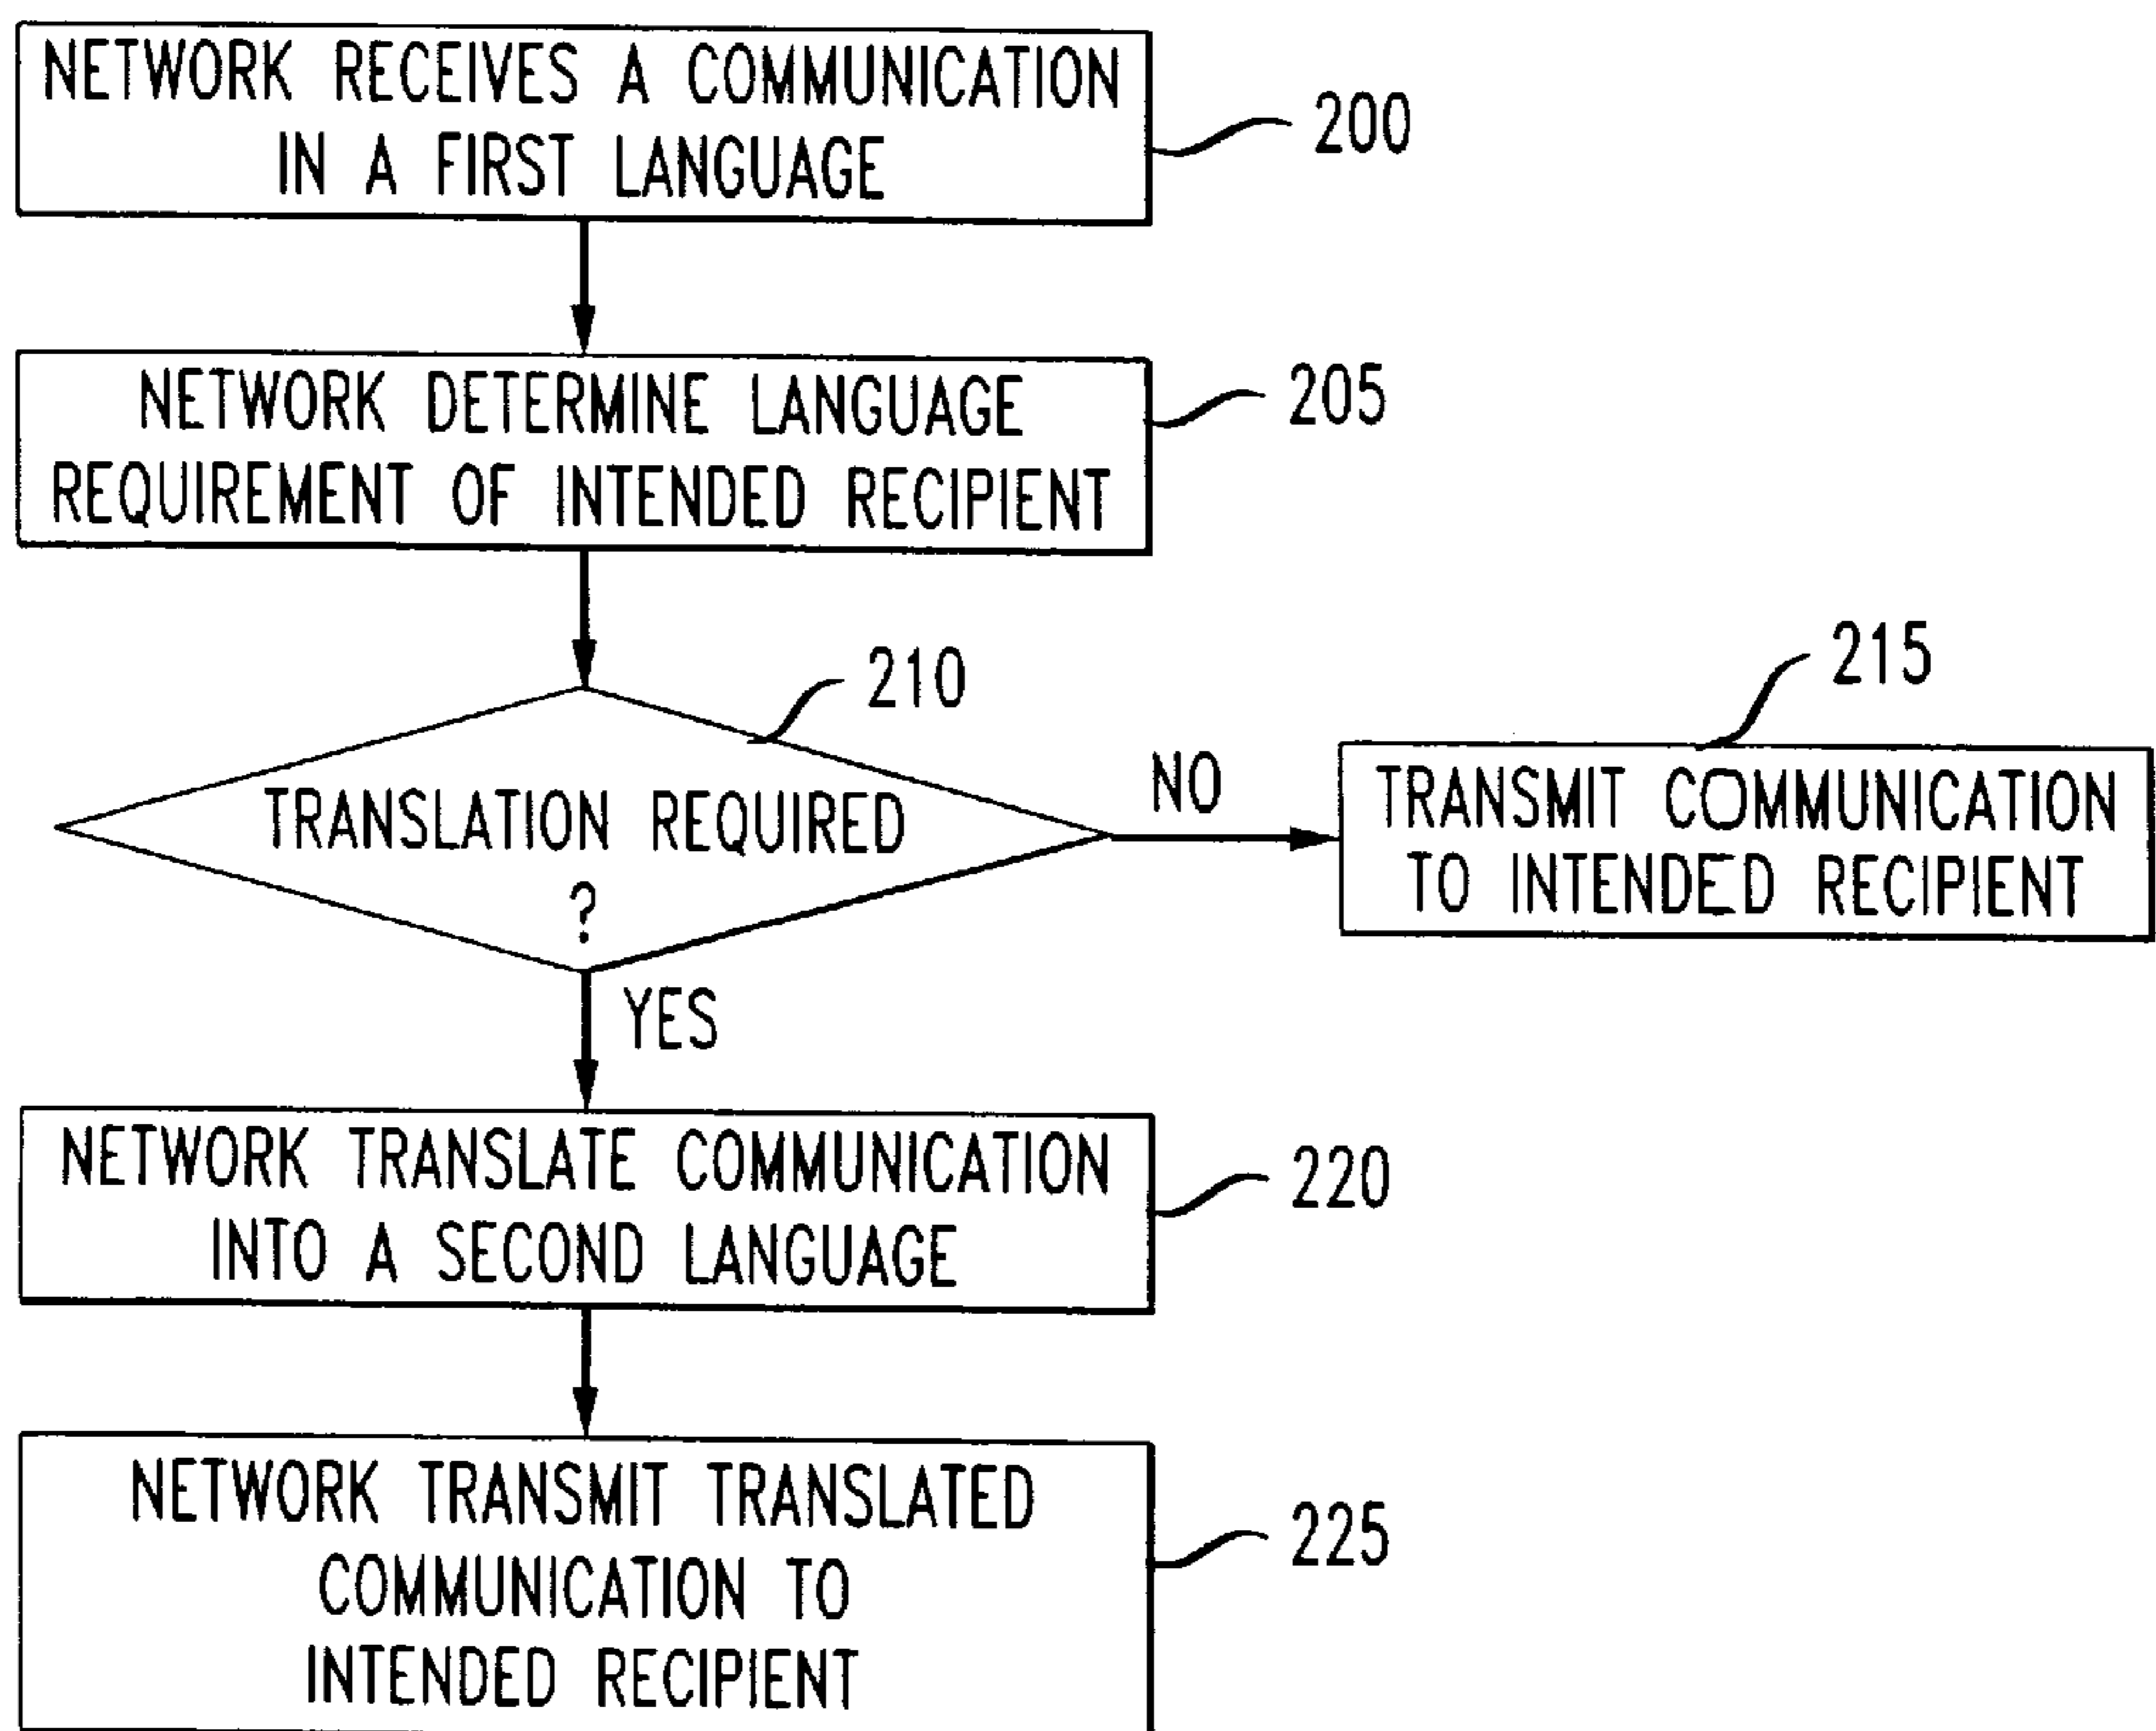 NETWORK RECEIVES A COMMUNICATION
IN A FIRST LANGUAGE
200
NETWORK DETERMINE LANGUAGE
REQUIREMENT OF INTENDED RECIPIENT
205
210
TRANSLATION REQUIRED
?
NO
215
TRANSMIT COMMUNICATION
TO INTENDED RECIPIENT
YES
NETWORK TRANSLATE COMMUNICATION
INTO A SECOND LANGUAGE
220
NETWORK TRANSMIT TRANSLATED
COMMUNICATION TO
INTENDED RECIPIENT
225